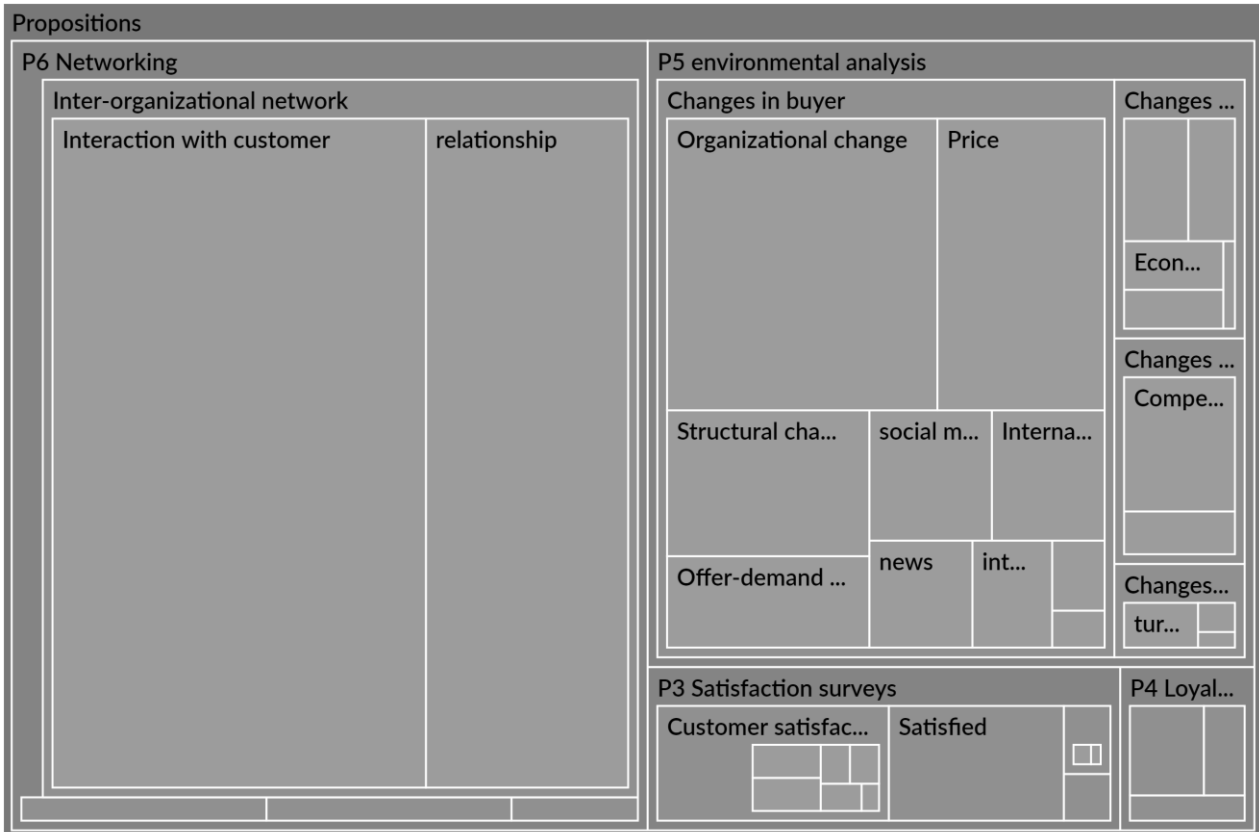 Propositions
P6 Networking
Inter-organizational network
Interaction with customer
relationship
P5 environmental analysis
Changes in buyer
Organizational change
Price
Structural cha...
social m...
Interna...
Offer-demand ...
news
int...
Changes ...
Econ...
Changes ...
Compe...
Changes...
tur...
P3 Satisfaction surveys
Customer satisfac...
Satisfied
P4 Loyal...